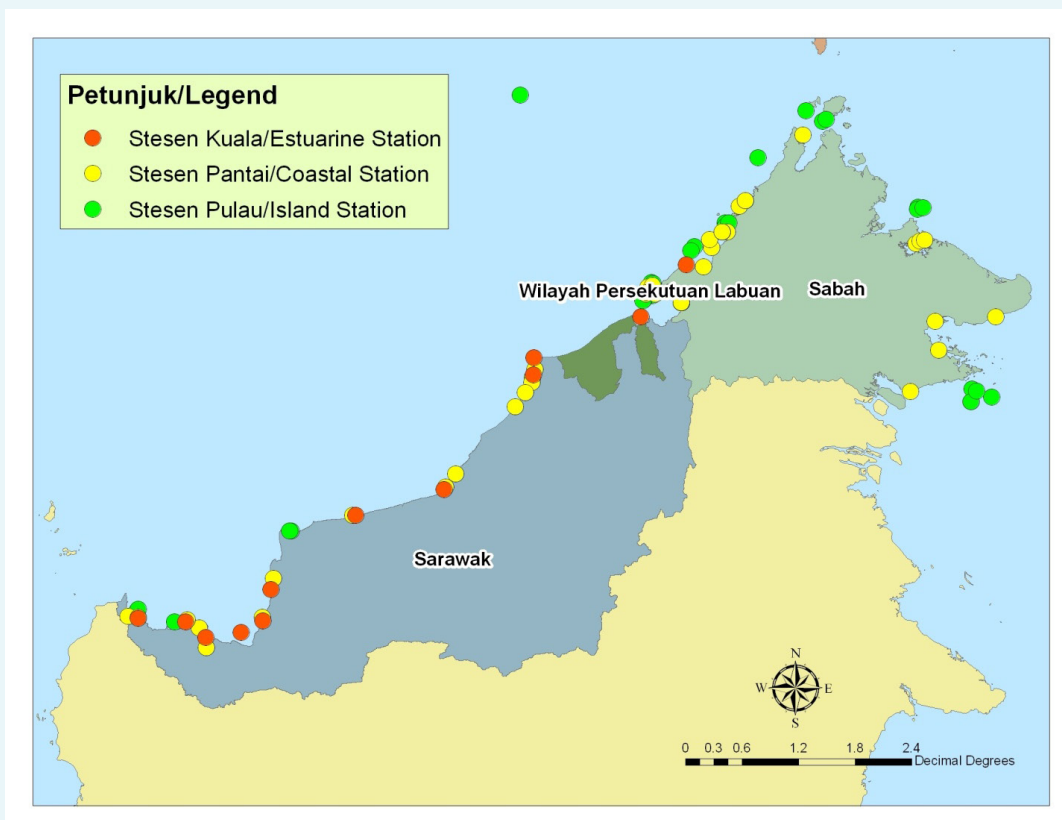 Petunjuk/Legend
Stesen Kuala/Estuarine Station
Stesen Pantai/Coastal Station
Stesen Pulau/Island Station
Wilayah Persekutuan Labuan
Sabah
Sarawak
N
W E
S
0 0.3 0.6 1.2 1.8 2.4
Decimal Degrees